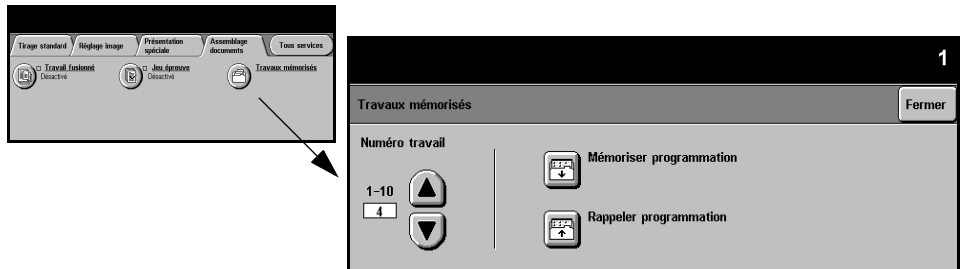 Tirage standard
Réglage image
Présentation
spéciale
Assemblage
documents
Tous services
Travail fusionné
Désactivé
Jeu épreuve
Désactivé
Travaux mémorisés
1
Travaux mémorisés
Fermer
Numéro travail
1-10
4
Mémoriser programmation
Rappeler programmation